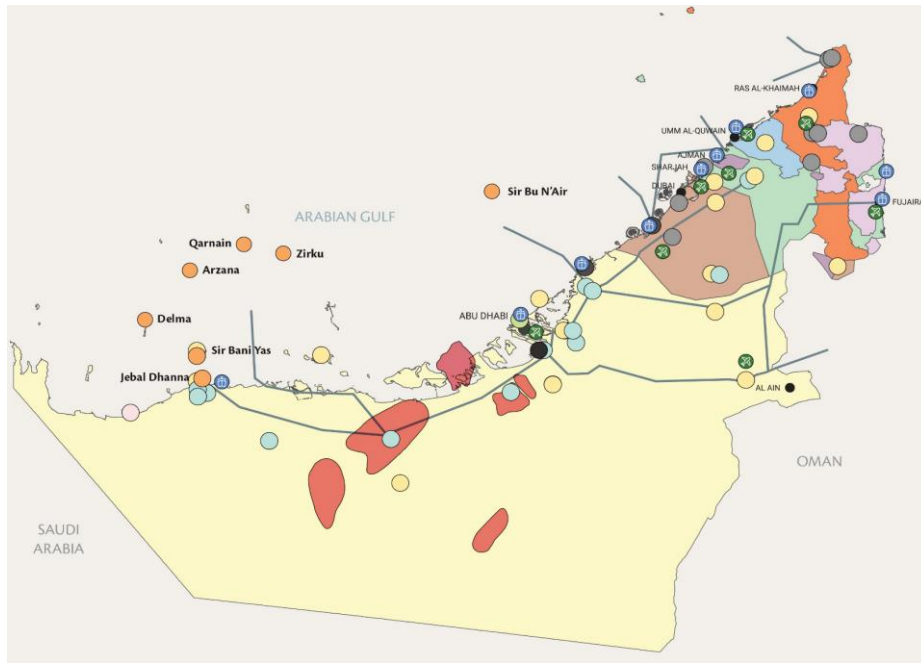 RAS AL-KHAIMAH
UMM AL-QUWAIN
AJMAN
SHARJAH
DUBAI
FUJAIRA
Sir Bu N'Air
ARABIAN GULF
Qarnain
Zirku
Arzana
Delma
ABU DHABI
Sir Bani Yas
Jebal Dhanna
AL AIN
OMAN
SAUDI
ARABIA